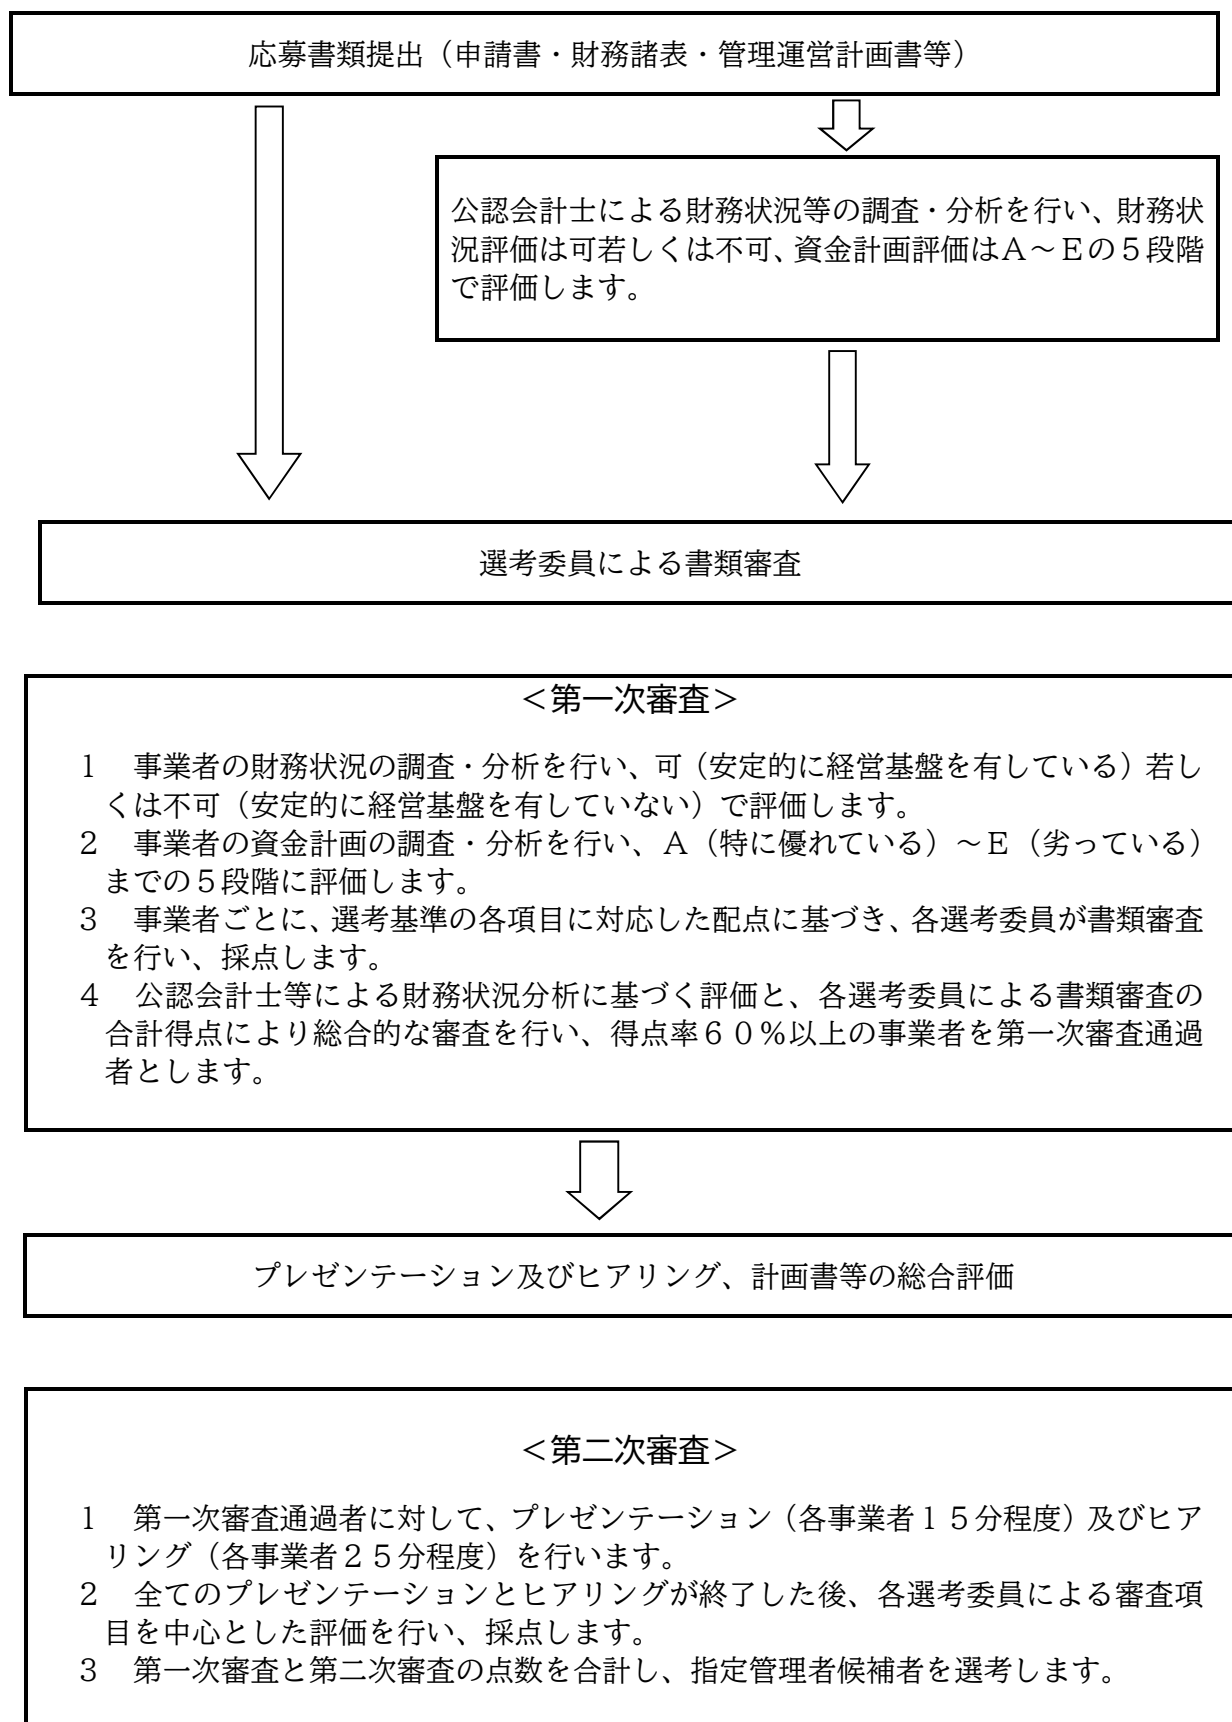 応募書類提出（申請書・財務諸表・管理運営計画書等）
公認会計士による財務状況等の調査・分析を行い、財務状
況評価は可若しくは不可、資金計画評価はＡ～Ｅの５段階
で評価します。
選考委員による書類審査
＜第一次審査＞
１　事業者の財務状況の調査・分析を行い、可（安定的に経営基盤を有している）若し
くは不可（安定的に経営基盤を有していない）で評価します。
２　事業者の資金計画の調査・分析を行い、Ａ（特に優れている）～Ｅ（劣っている）
までの５段階に評価します。
３　事業者ごとに、選考基準の各項目に対応した配点に基づき、各選考委員が書類審査
を行い、採点します。
４　公認会計士等による財務状況分析に基づく評価と、各選考委員による書類審査の
合計得点により総合的な審査を行い、得点率６０％以上の事業者を第一次審査通過
者とします。
プレゼンテーション及びヒアリング、計画書等の総合評価
＜第二次審査＞
１　第一次審査通過者に対して、プレゼンテーション（各事業者１５分程度）及びヒア
リング（各事業者２５分程度）を行います。
２　全てのプレゼンテーションとヒアリングが終了した後、各選考委員による審査項
目を中心とした評価を行い、採点します。
３　第一次審査と第二次審査の点数を合計し、指定管理者候補者を選考します。